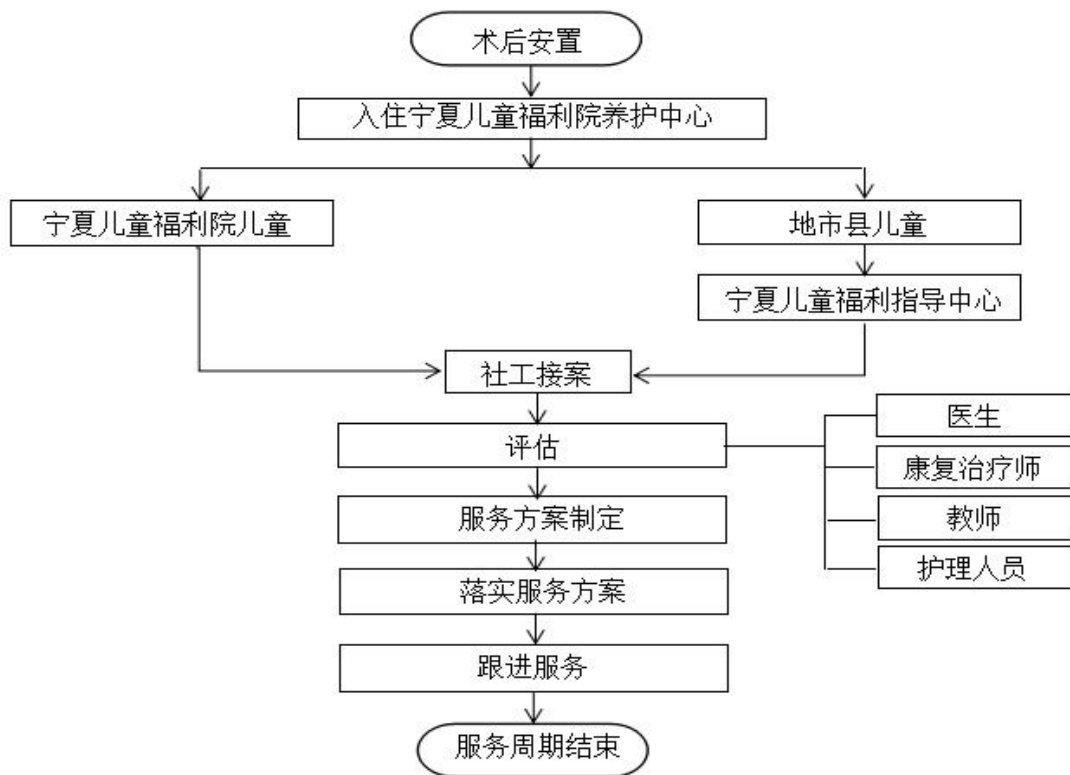 术后安置
入住宁夏儿童福利院养护中心
宁夏儿童福利院儿童
地市县儿童
宁夏儿童福利指导中心
社工接案
评估
医生
康复治疗师
教师
护理人员
服务方案制定
落实服务方案
跟进服务
服务周期结束